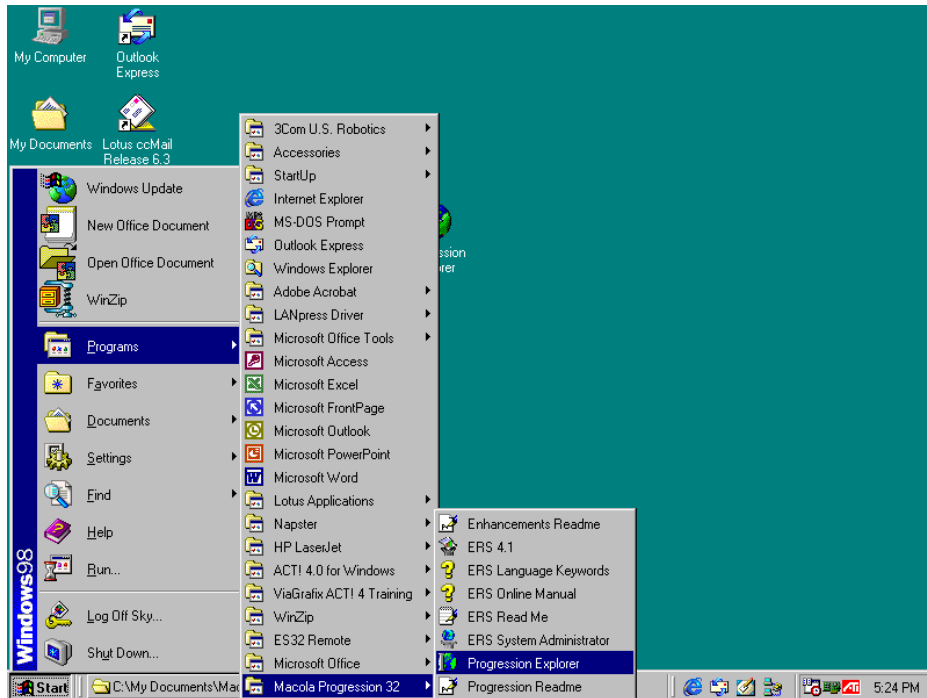 My Computer
Outlook
Express
My Documents
Lotus ccMail
Release 6.3
ssion
rer
Windows98
Windows Update
New Office Document
Open Office Document
WinZip
Programs
Favorites
Documents
Settings
Find
Help
Run...
Log Off Sky...
Shut Down...
3Com U.S. Robotics
Accessories
StartUp
Internet Explorer
MS-DOS Prompt
Outlook Express
Windows Explorer
Adobe Acrobat
LANpress Driver
Microsoft Office Tools
Microsoft Access
Microsoft Excel
Microsoft FrontPage
Microsoft Outlook
Microsoft PowerPoint
Microsoft Word
Lotus Applications
Napster
HP LaserJet
ACT! 4.0 for Windows
ViaGrafix ACT! 4 Training
WinZip
ES32 Remote
Microsoft Office
Macola Progression 32
Enhancements Readme
ERS 4.1
ERS Language Keywords
ERS Online Manual
ERS Read Me
ERS System Administrator
Progression Explorer
Progression Readme
Start
C:\My Documents\Mac
ATI
5:24 PM